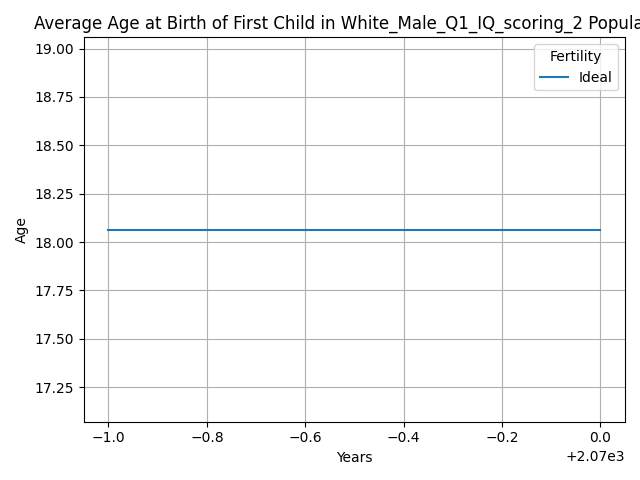 Average Age at Birth of First Child in White_Male_Q1_IQ_scoring_2 Popula
19.00
18.75
18.50
18.25
18.00
17.75
17.50
17.25
Age
Fertility
Ideal
−1.0 −0.8 −0.6 −0.4 −0.2 0.0
Years
+2.07e3